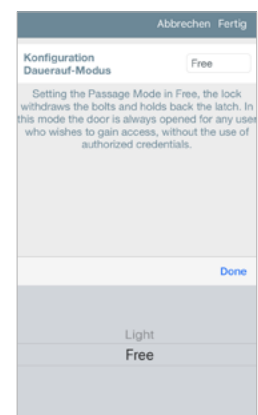 Abbrechen Fertig
Konfiguration
Dauerauf-Modus
Free
Setting the Passage Mode in Free, the lock
withdraws the bolts and holds back the latch. In
this mode the door is always opened for any user
who wishes to gain access, without the use of
authorized credentials.
Done
Light
Free